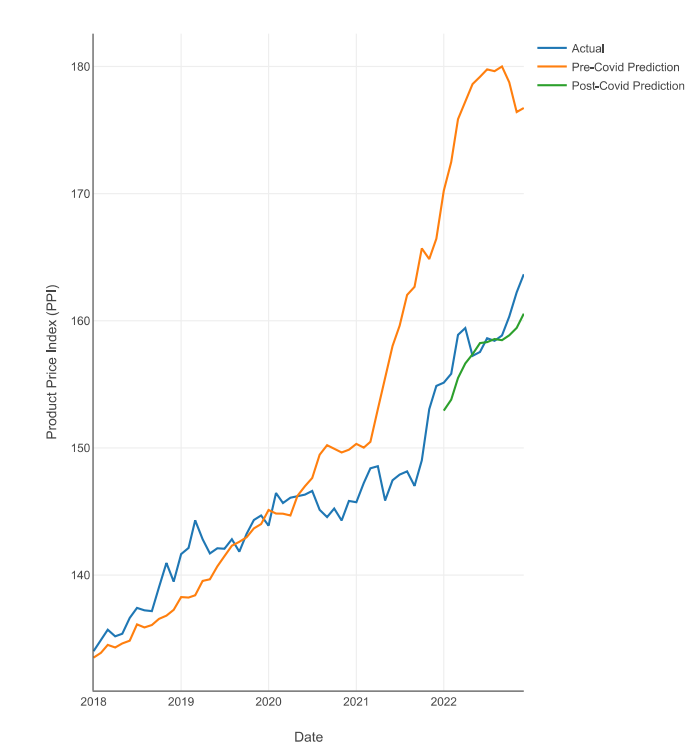 Actual
Pre-Covid Prediction
Post-Covid Prediction
180
170
160
150
140
Product Price Index (PPI)
2018 2019 2020 2021 2022
Date